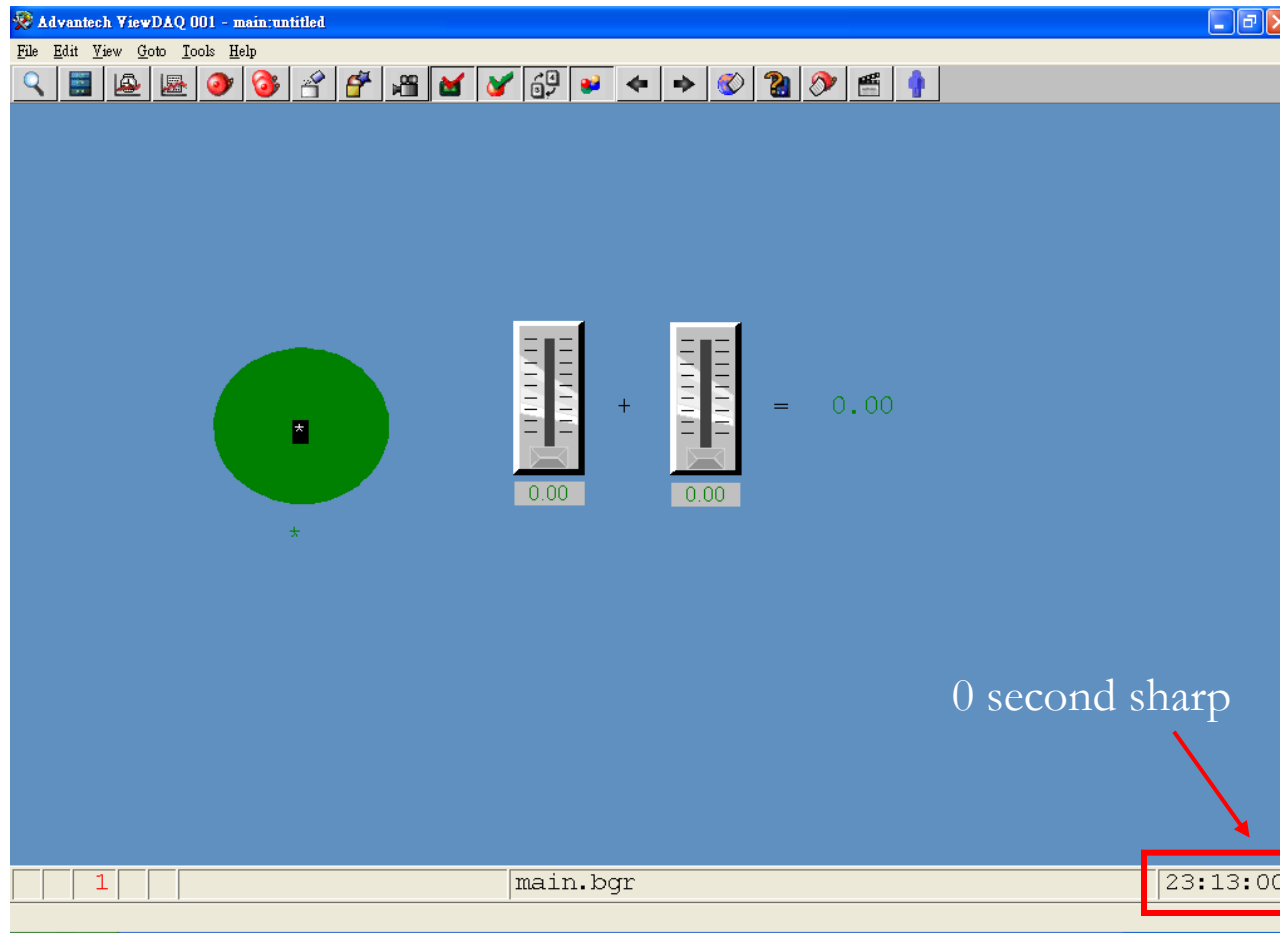 Advantech ViewDAQ 001 - main:untitled
File Edit View Goto Tools Help
+ = 0.00
*
0.00 0.00
*
0 second sharp
1 main.bgr 23:13:00